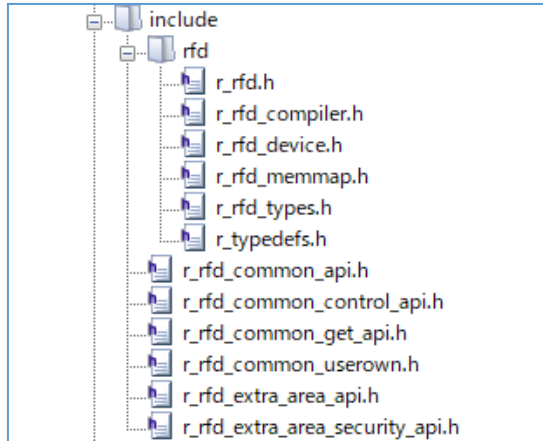 include
rfd
r_rfd.h
r_rfd_compiler.h
r_rfd_device.h
r_rfd_memmap.h
r_rfd_types.h
r_typedefs.h
r_rfd_common_api.h
r_rfd_common_control_api.h
r_rfd_common_get_api.h
r_rfd_common_userown.h
r_rfd_extra_area_api.h
r_rfd_extra_area_security_api.h